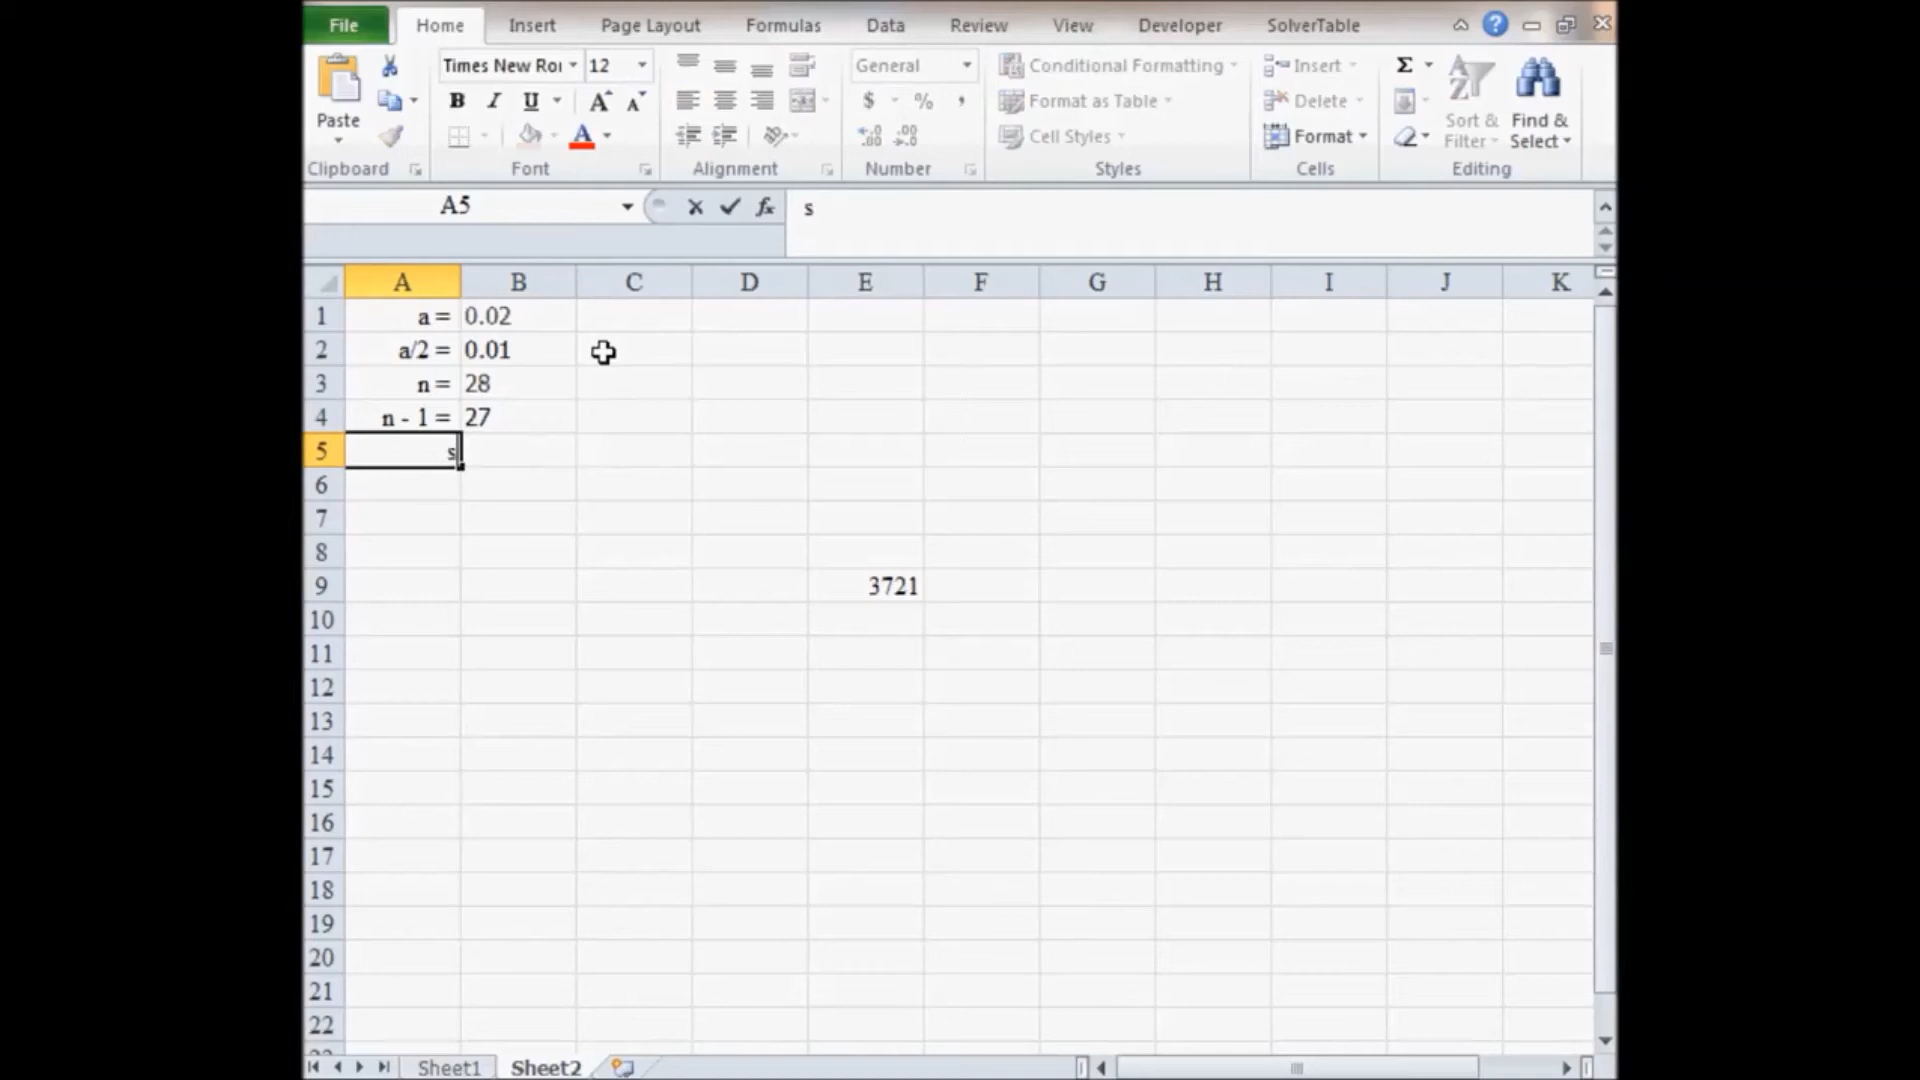 File Home Insert Page Layout Formulas Data Review View Developer SolverTable
Times New Roı 12 General Conditional Formatting Insert Σ
Paste B I U A A $ % , Format as Table Delete Sort & Filter Find & Select
A Cell Styles Format
Clipboard Font Alignment Number Styles Cells Editing
A5 fx s
A B C D E F G H I J K
1 a = 0.02
2 a/2 = 0.01
3 n = 28
4 n - 1 = 27
5 s
6
7
8
9 3721
10
11
12
13
14
15
16
17
18
19
20
21
22
Sheet1 Sheet2